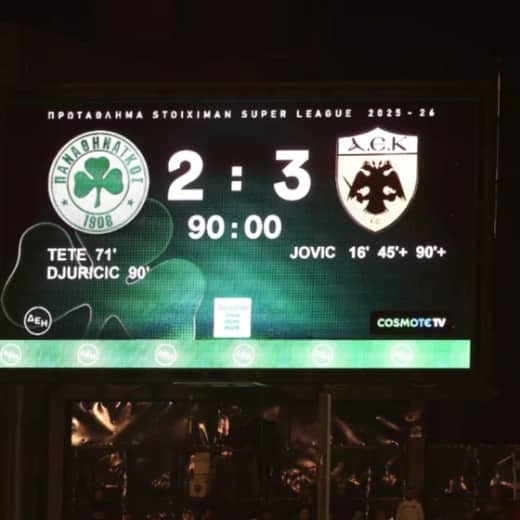 ΠΡΩΤΑΘΛΗΜΑ STOIXIMAN SUPER LEAGUE 2025-26
ΠΑΝΑΘΗΝΑΪΚΟΣ
1908
2 : 3
Α.Ε.Κ
F.C.
90:00
TETE 71'
DJURICIC 90'
JOVIC 16' 45'+ 90'+
ΔΕΗ
COSMOTE TV